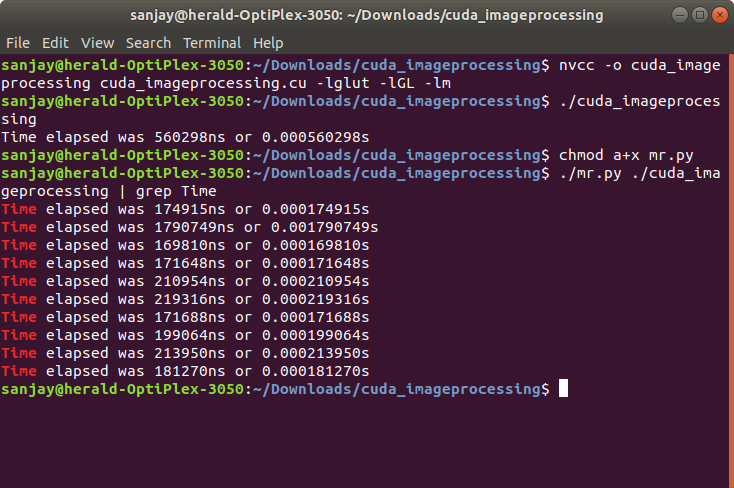 sanjay@herald-OptiPlex-3050: ~/Downloads/cuda_imageprocessing
File Edit View Search Terminal Help
sanjay@herald-OptiPlex-3050:~/Downloads/cuda_imageprocessing$ nvcc -o cuda_image
processing cuda_imageprocessing.cu -lglut -lGL -lm
sanjay@herald-OptiPlex-3050:~/Downloads/cuda_imageprocessing$ ./cuda_imageproces
sing
Time elapsed was 560298ns or 0.000560298s
sanjay@herald-OptiPlex-3050:~/Downloads/cuda_imageprocessing$ chmod a+x mr.py
sanjay@herald-OptiPlex-3050:~/Downloads/cuda_imageprocessing$ ./mr.py ./cuda_ima
geprocessing | grep Time
Time elapsed was 174915ns or 0.000174915s
Time elapsed was 1790749ns or 0.001790749s
Time elapsed was 169810ns or 0.000169810s
Time elapsed was 171648ns or 0.000171648s
Time elapsed was 210954ns or 0.000210954s
Time elapsed was 219316ns or 0.000219316s
Time elapsed was 171688ns or 0.000171688s
Time elapsed was 199064ns or 0.000199064s
Time elapsed was 213950ns or 0.000213950s
Time elapsed was 181270ns or 0.000181270s
sanjay@herald-OptiPlex-3050:~/Downloads/cuda_imageprocessing$